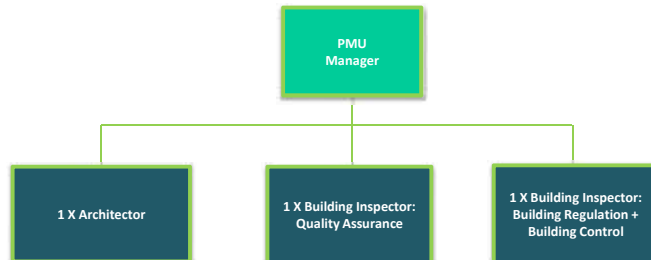 PMU
Manager
1 X Architector
1 X Building Inspector:
Quality Assurance
1 X Building Inspector:
Building Regulation +
Building Control